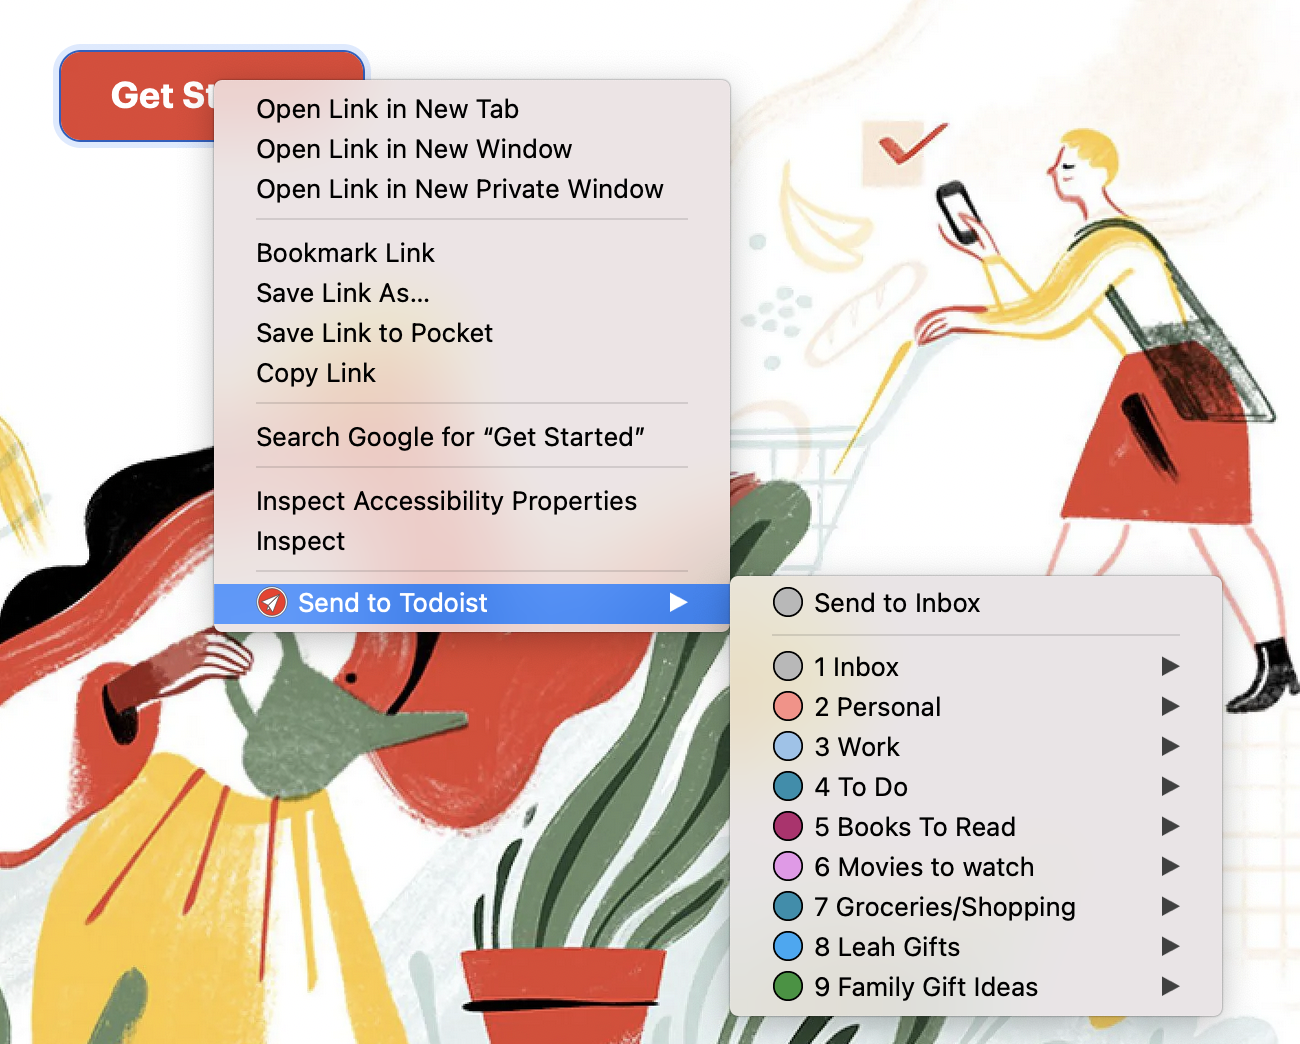 Get St
Open Link in New Tab
Open Link in New Window
Open Link in New Private Window
Bookmark Link
Save Link As...
Save Link to Pocket
Copy Link
Search Google for “Get Started”
Inspect Accessibility Properties
Inspect
Send to Todoist
Send to Inbox
1 Inbox
2 Personal
3 Work
4 To Do
5 Books To Read
6 Movies to watch
7 Groceries/Shopping
8 Leah Gifts
9 Family Gift Ideas